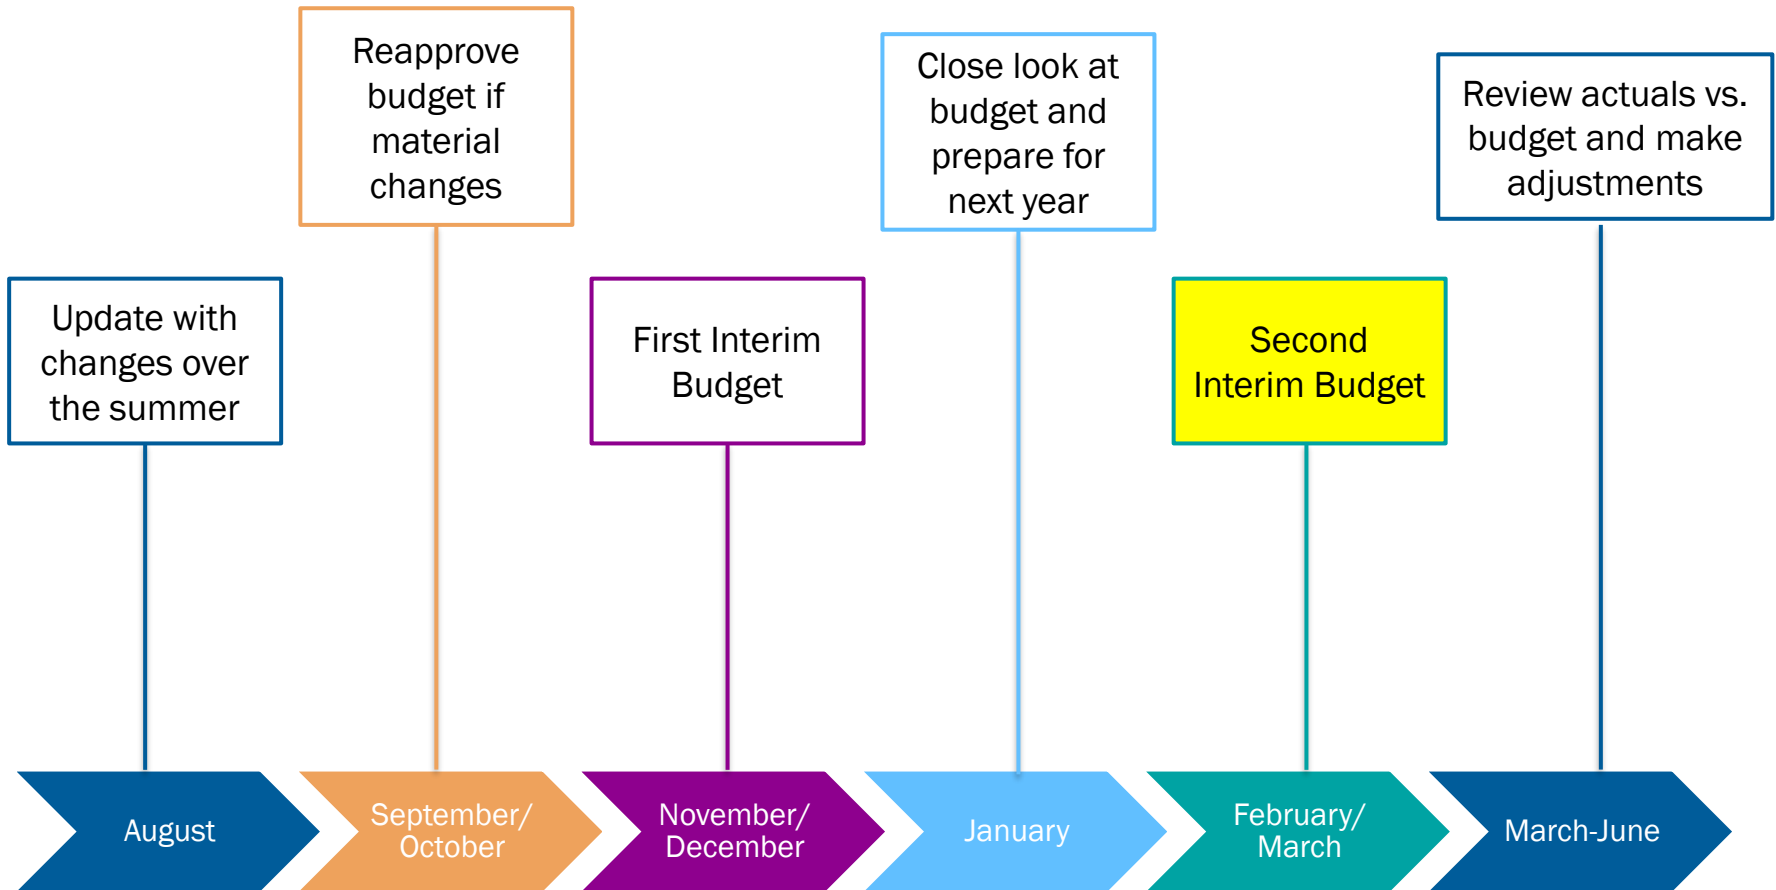 Reapprove
budget if
material
changes
Close look at
budget and
prepare for
next year
Review actuals vs.
budget and make
adjustments
Update with
changes over
the summer
First Interim
Budget
Second
Interim Budget
August
September/
October
November/
December
January
February/
March
March-June